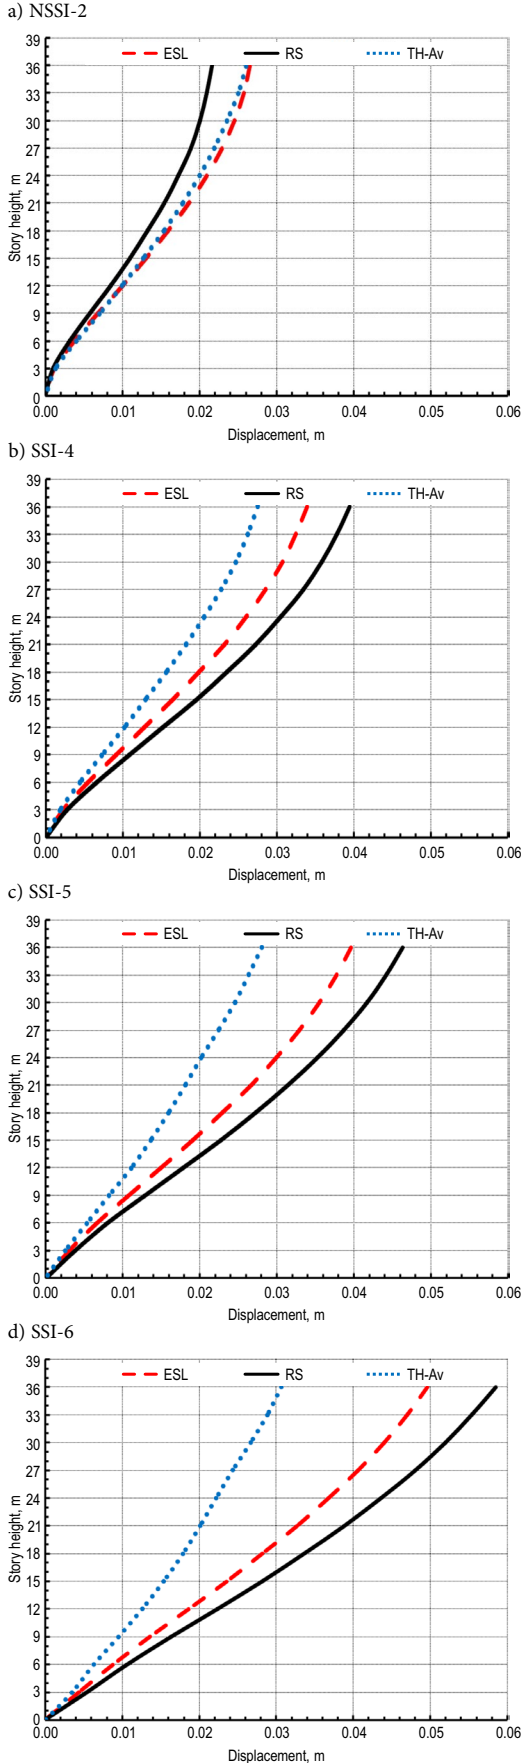 a) NSSI-2
39
ESL RS TH-Av
36
33
30
27
24
21
18
15
12
9
6
3
0
Story height, m
0.00 0.01 0.02 0.03 0.04 0.05 0.06
Displacement, m
b) SSI-4
39
ESL RS TH-Av
36
33
30
27
24
21
18
15
12
9
6
3
0
Story height, m
0.00 0.01 0.02 0.03 0.04 0.05 0.06
Displacement, m
c) SSI-5
39
ESL RS TH-Av
36
33
30
27
24
21
18
15
12
9
6
3
0
Story height, m
0.00 0.01 0.02 0.03 0.04 0.05 0.06
Displacement, m
d) SSI-6
39
ESL RS TH-Av
36
33
30
27
24
21
18
15
12
9
6
3
0
Story height, m
0.00 0.01 0.02 0.03 0.04 0.05 0.06
Displacement, m